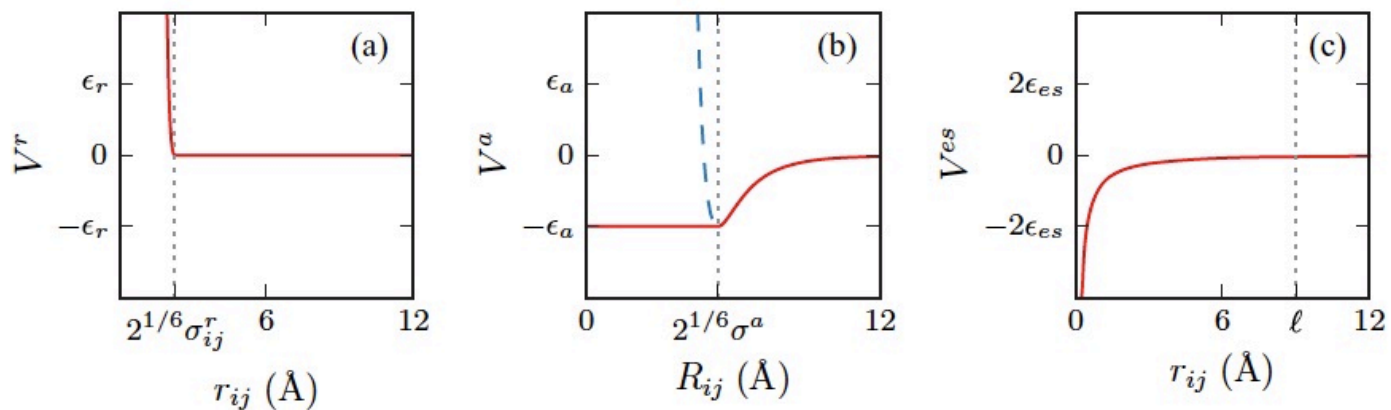 (a)
V^r
ϵ_r
0
−ϵ_r
2^{1/6}σ^r_{ij}
6
12
r_{ij} (Å)
(b)
V^a
ϵ_a
0
−ϵ_a
0
2^{1/6}σ^a
12
R_{ij} (Å)
(c)
V^{es}
2ϵ_{es}
0
−2ϵ_{es}
0
6
ℓ
12
r_{ij} (Å)